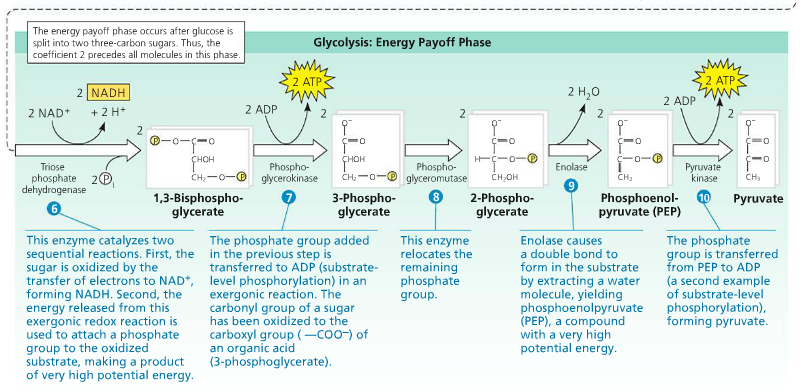 The energy payoff phase occurs after glucose is
split into two three-carbon sugars. Thus, the
coefficient 2 precedes all molecules in this phase.
Glycolysis: Energy Payoff Phase
2 NADH
2 NAD⁺
+ 2 H⁺
2 Pᵢ
Triose
phosphate
dehydrogenase
6
2
P—O—C=O
CHOH
CH₂—O—P
1,3-Bisphospho-
glycerate
2 ATP
2 ADP
Phospho-
glycerokinase
7
2
O⁻
C=O
CHOH
CH₂—O—P
3-Phospho-
glycerate
Phospho-
glyceromutase
8
2
O⁻
C=O
H—C—O—P
CH₂OH
2-Phospho-
glycerate
2 H₂O
Enolase
9
2
O⁻
C=O
C—O—P
CH₂
Phosphoenol-
pyruvate (PEP)
2 ATP
2 ADP
Pyruvate
kinase
10
2
O⁻
C=O
C=O
CH₃
Pyruvate
This enzyme catalyzes two
sequential reactions. First, the
sugar is oxidized by the
transfer of electrons to NAD⁺,
forming NADH. Second, the
energy released from this
exergonic redox reaction is
used to attach a phosphate
group to the oxidized
substrate, making a product
of very high potential energy.
The phosphate group added
in the previous step is
transferred to ADP (substrate-
level phosphorylation) in an
exergonic reaction. The
carbonyl group of a sugar
has been oxidized to the
carboxyl group (—COO⁻) of
an organic acid
(3-phosphoglycerate).
This enzyme
relocates the
remaining
phosphate
group.
Enolase causes
a double bond to
form in the substrate
by extracting a water
molecule, yielding
phosphoenolpyruvate
(PEP), a compound
with a very high
potential energy.
The phosphate
group is transferred
from PEP to ADP
(a second example
of substrate-level
phosphorylation),
forming pyruvate.